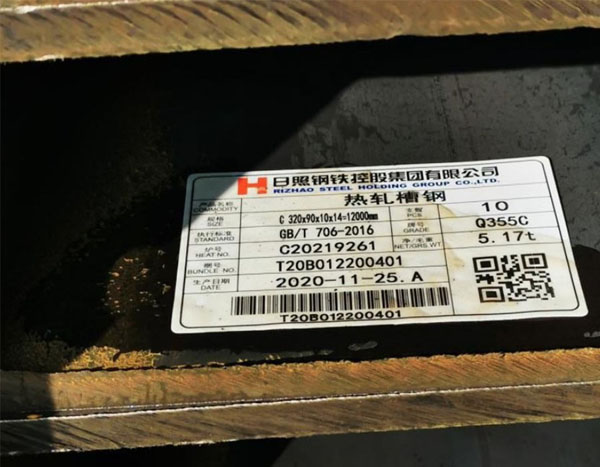 日照钢铁控股集团有限公司
RIZHAO STEEL HOLDING GROUP CO.,LTD.
产品名称 COMMODITY 热轧槽钢
规格 SIZE C 320x90x10x14=12000mm 支数 PCS 10
执行标准 STANDARD GB/T 706-2016 牌号 GRADE Q355C
炉号 HEAT NO. C20219261 净/毛重 NET/GRS.WT 5.17t
捆号 BUNDLE NO. T20B012200401
生产日期 DATE 2020-11-25.A
T20B012200401